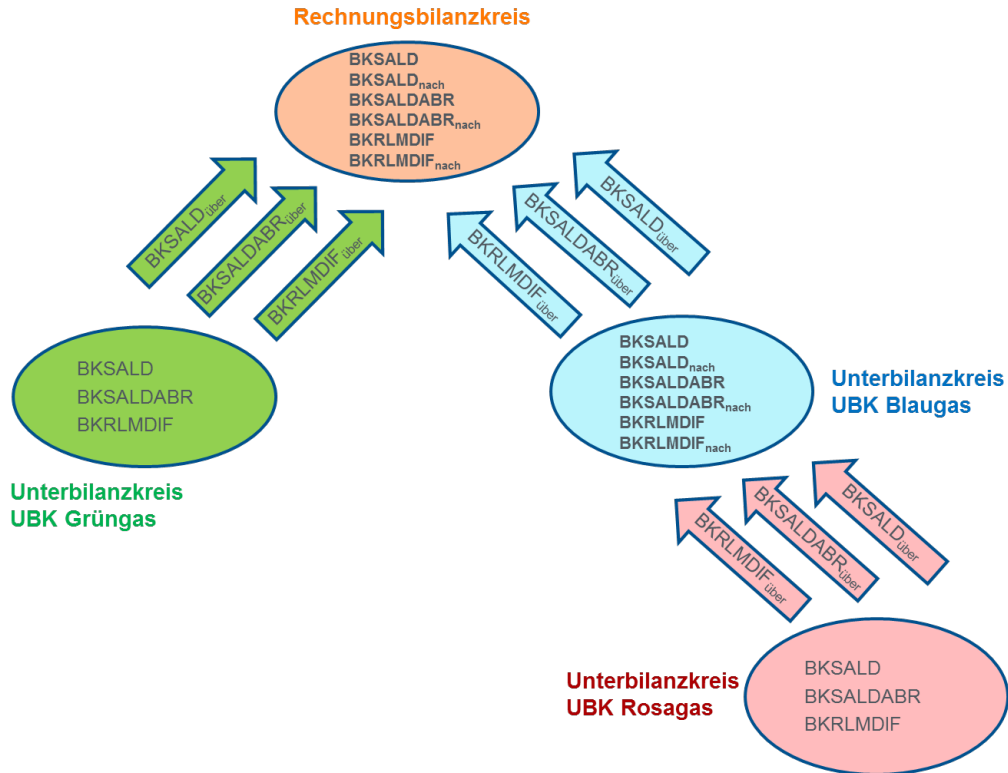 Rechnungsbilanzkreis
BKSALD
BKSALDnach
BKSALDABR
BKSALDABRnach
BKRLMDIF
BKRLMDIFnach
BKSALDüber
BKSALDABRüber
BKRLMDIFüber
BKRLMDIFüber
BKSALDABRüber
BKSALDüber
BKSALD
BKSALDABR
BKRLMDIF
Unterbilanzkreis
UBK Grüngas
BKSALD
BKSALDnach
BKSALDABR
BKSALDABRnach
BKRLMDIF
BKRLMDIFnach
Unterbilanzkreis
UBK Blaugas
BKRLMDIFüber
BKSALDABRüber
BKSALDüber
Unterbilanzkreis
UBK Rosagas
BKSALD
BKSALDABR
BKRLMDIF